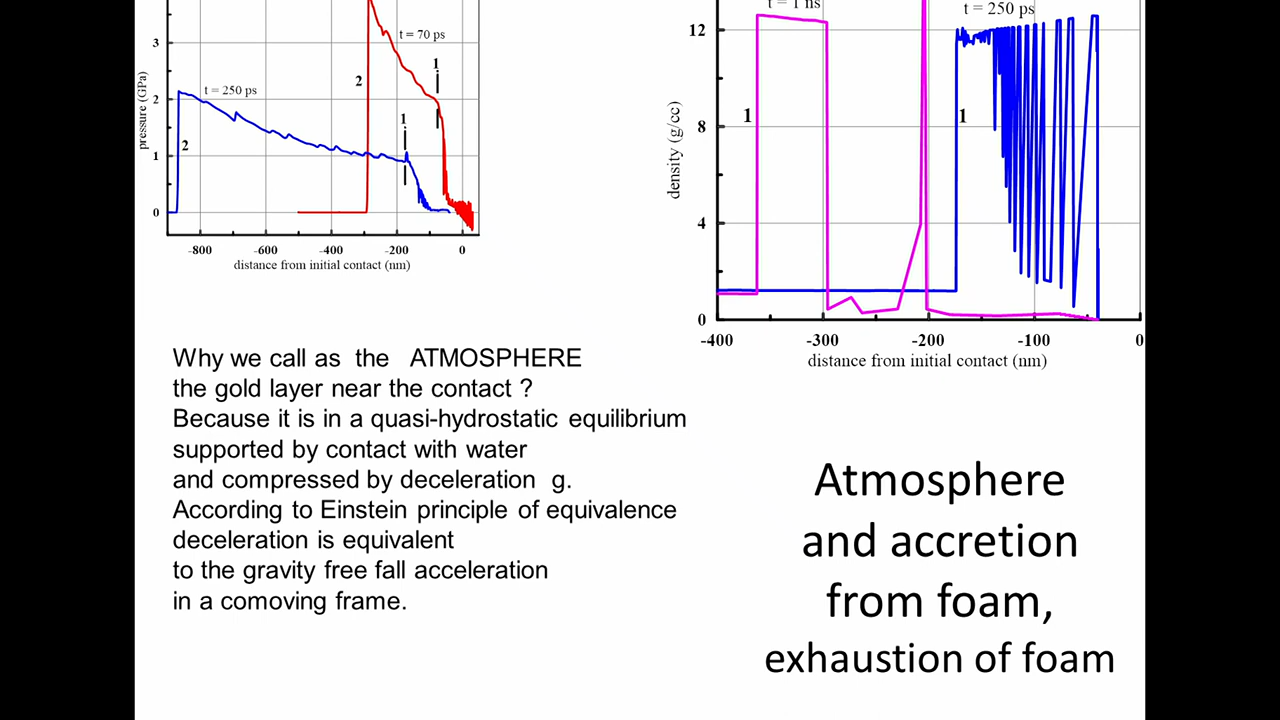 t = 70 ps
1
3
2
t = 250 ps
pressure (GPa)
2
1
2
1
0
-800
-600
-400
-200
0
distance from initial contact (nm)
t = 1 ns
t = 250 ps
12
1
1
8
density (g/cc)
4
0
-400
-300
-200
-100
0
distance from initial contact (nm)
Why we call as the ATMOSPHERE
the gold layer near the contact ?
Because it is in a quasi-hydrostatic equilibrium
supported by contact with water
and compressed by deceleration g.
According to Einstein principle of equivalence
deceleration is equivalent
to the gravity free fall acceleration
in a comoving frame.
Atmosphere
and accretion
from foam,
exhaustion of foam